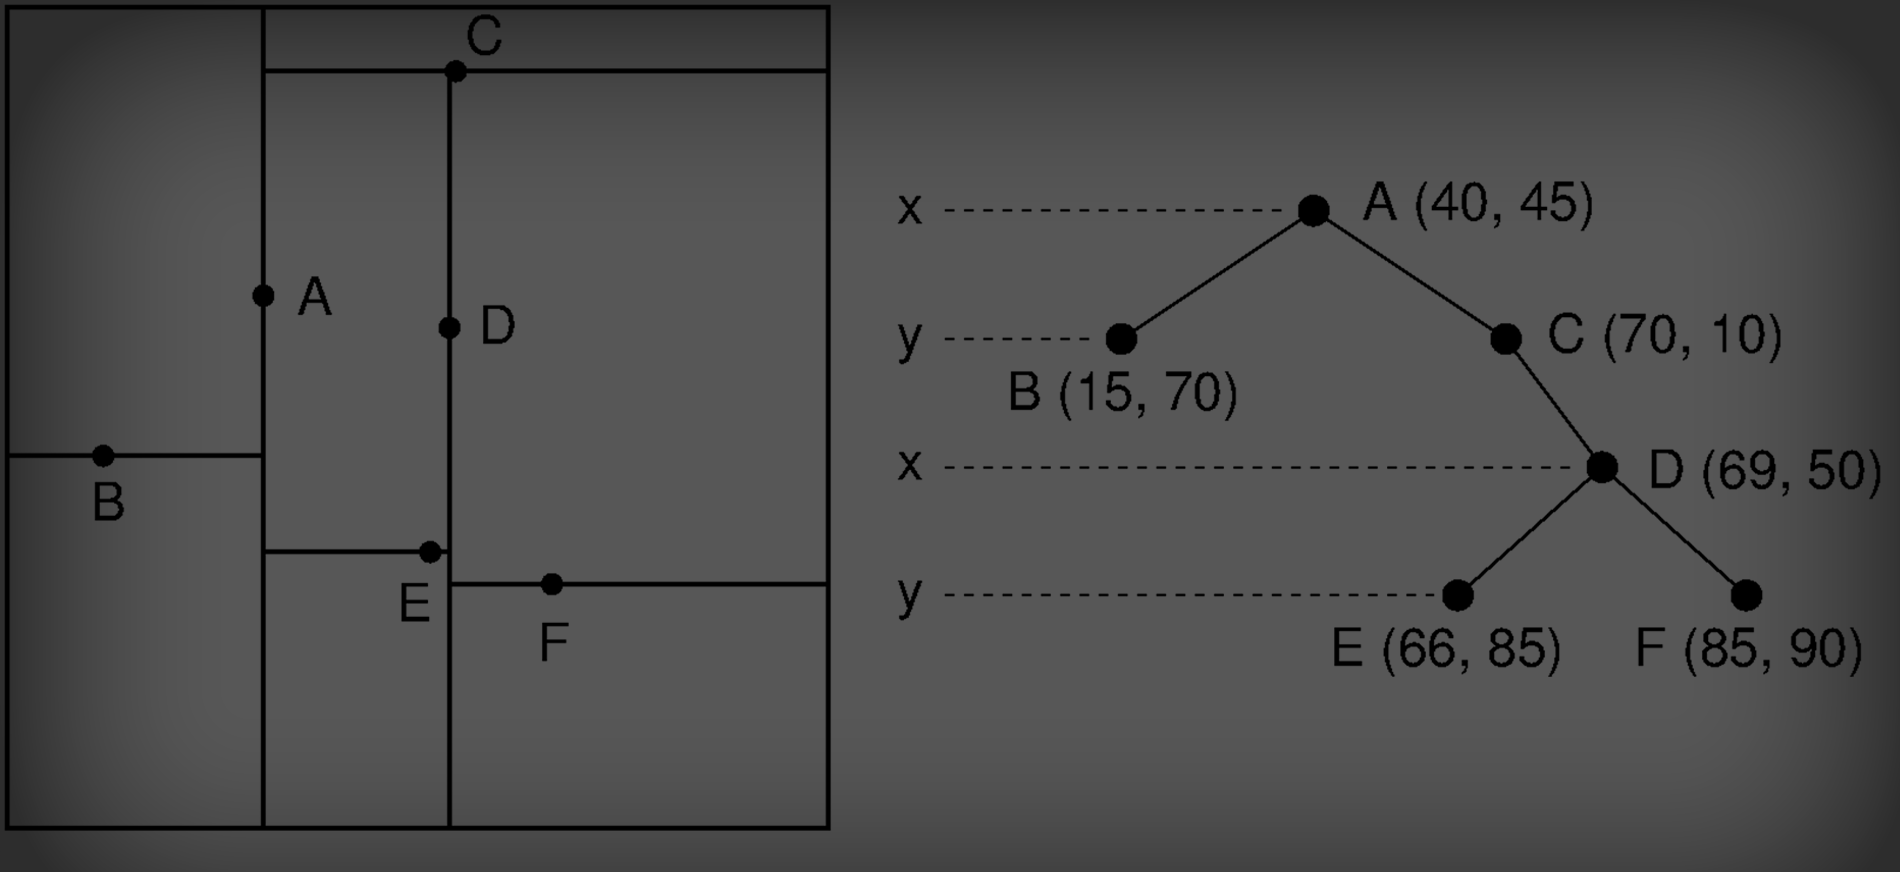 C
A
D
B
E
F
x
A (40, 45)
y
C (70, 10)
B (15, 70)
x
D (69, 50)
y
E (66, 85)
F (85, 90)